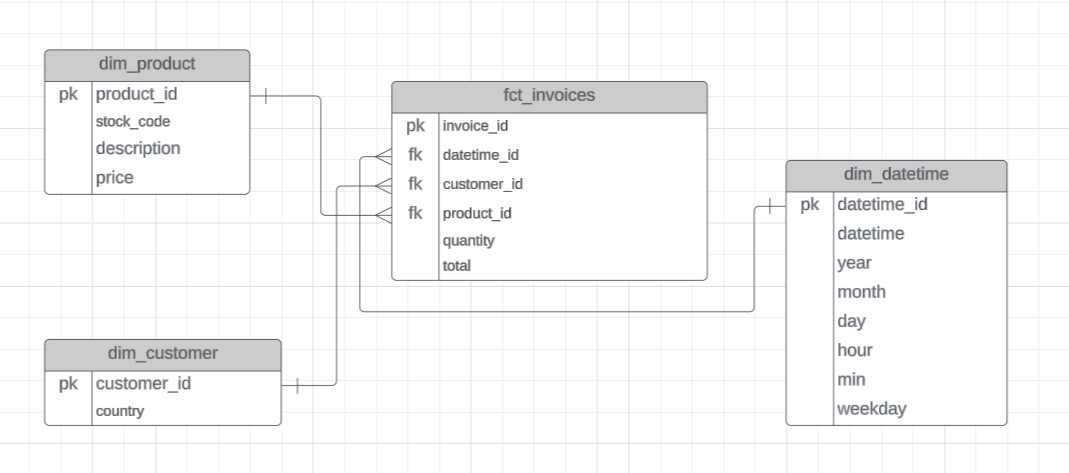 dim_product
pk product_id
stock_code
description
price
fct_invoices
pk invoice_id
fk datetime_id
fk customer_id
fk product_id
quantity
total
dim_datetime
pk datetime_id
datetime
year
month
day
hour
min
weekday
dim_customer
pk customer_id
country